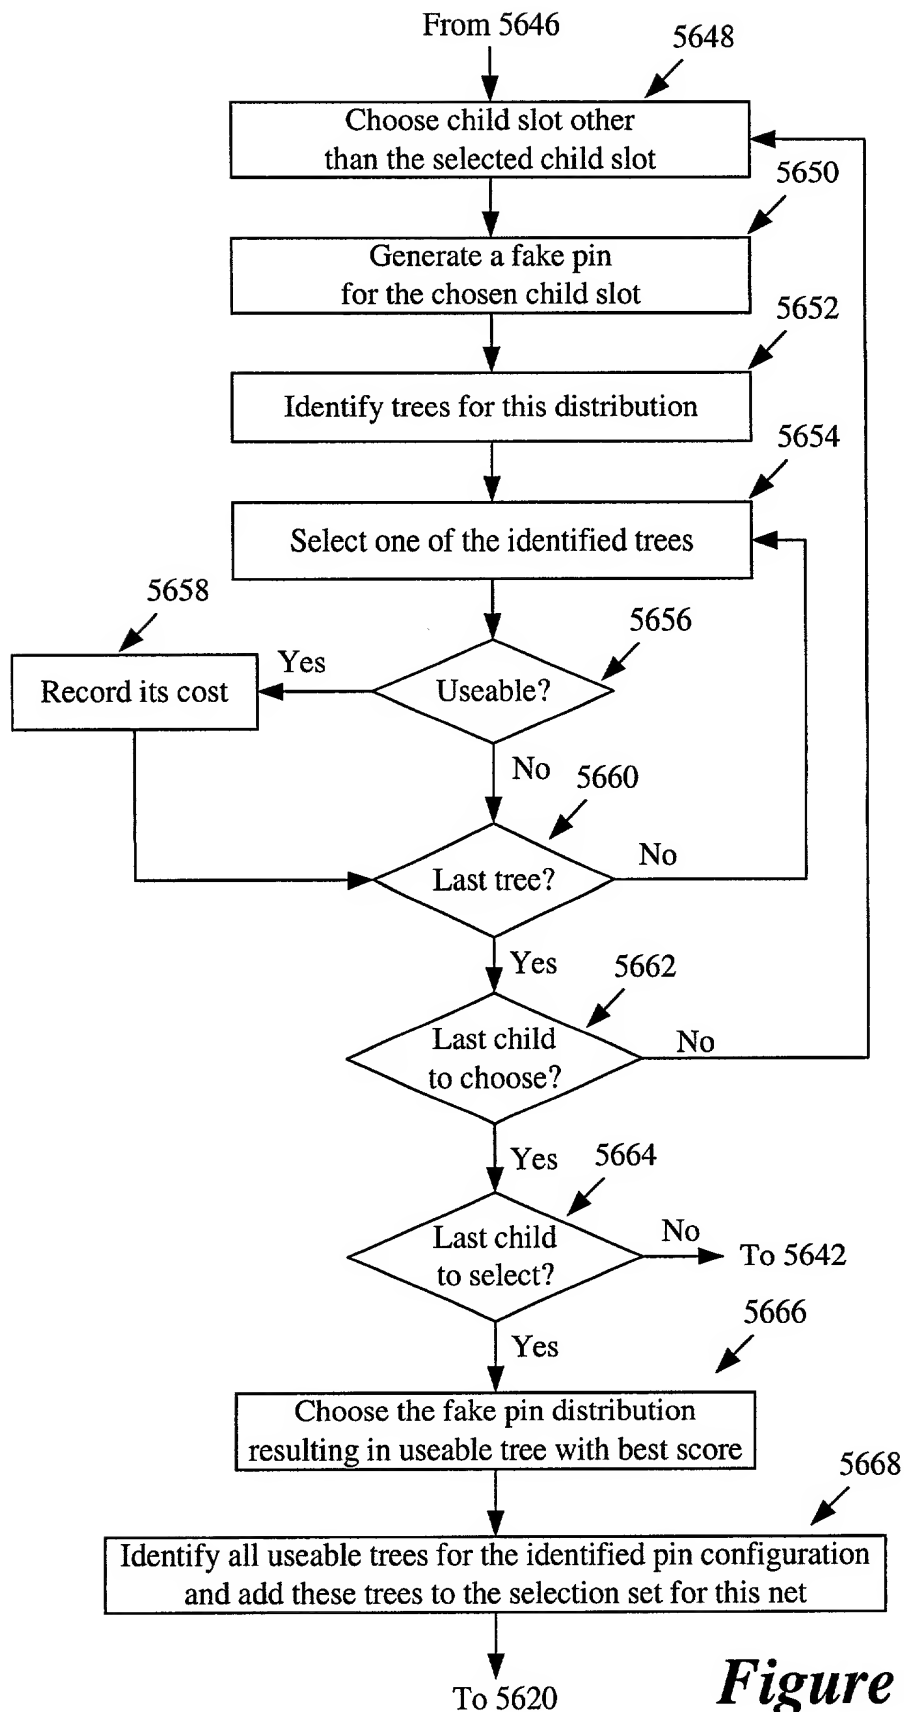 From 5646
5648
Choose child slot other
than the selected child slot
5650
Generate a fake pin
for the chosen child slot
5652
Identify trees for this distribution
5654
Select one of the identified trees
5658
5656
Record its cost
Yes
Useable?
No
5660
Last tree?
No
Yes
5662
Last child
to choose?
No
Yes
5664
Last child
to select?
No
To 5642
Yes
5666
Choose the fake pin distribution
resulting in useable tree with best score
5668
Identify all useable trees for the identified pin configuration
and add these trees to the selection set for this net
To 5620
Figure